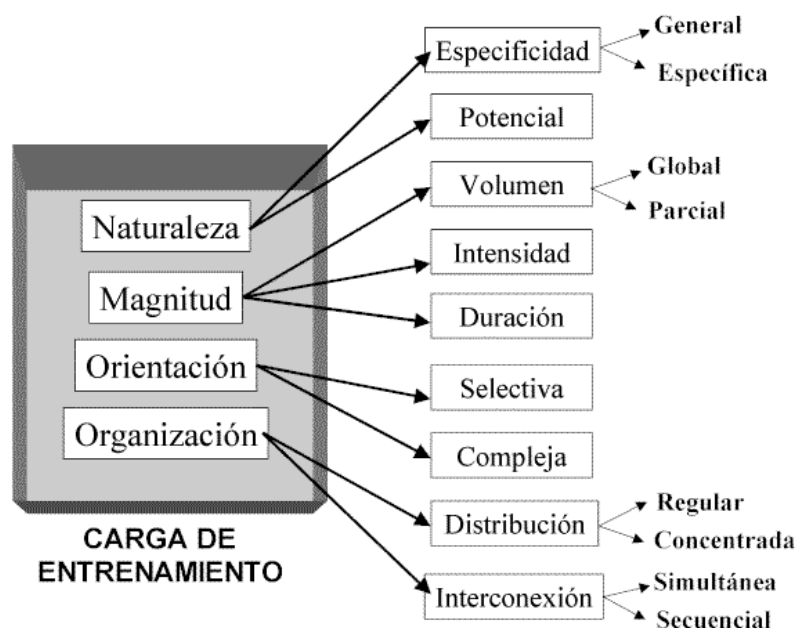 Naturaleza
Magnitud
Orientación
Organización
CARGA DE
ENTRENAMIENTO
Especificidad
General
Específica
Potencial
Volumen
Global
Parcial
Intensidad
Duración
Selectiva
Compleja
Distribución
Regular
Concentrada
Interconexión
Simultánea
Secuencial